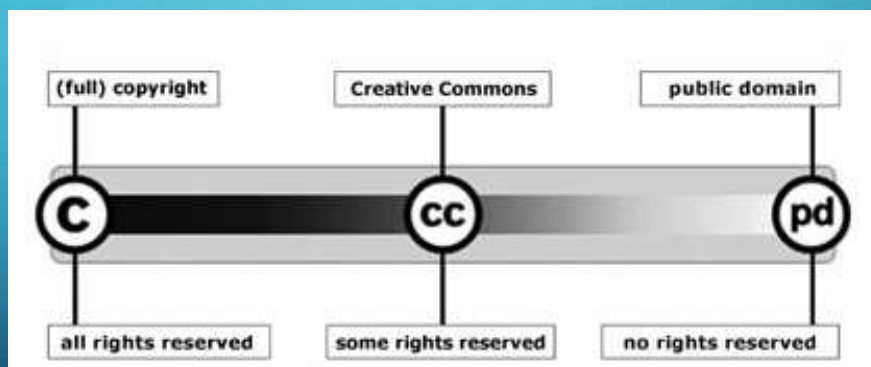 (full) copyright
Creative Commons
public domain
C
cc
pd
all rights reserved
some rights reserved
no rights reserved